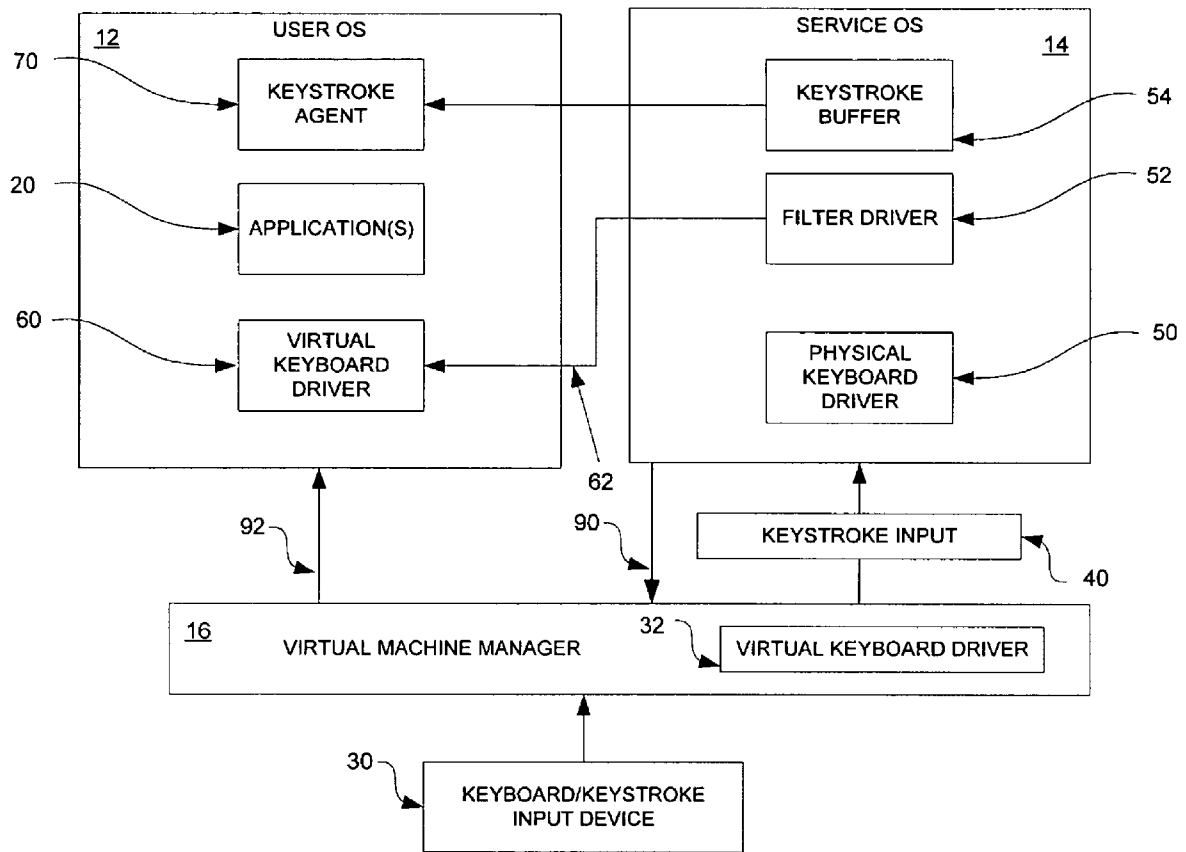 USER OS
SERVICE OS
12
14
70
KEYSTROKE
AGENT
KEYSTROKE
BUFFER
54
20
APPLICATION(S)
FILTER DRIVER
52
60
VIRTUAL
KEYBOARD
DRIVER
PHYSICAL
KEYBOARD
DRIVER
50
62
92
90
KEYSTROKE INPUT
40
16
VIRTUAL MACHINE MANAGER
32
VIRTUAL KEYBOARD DRIVER
30
KEYBOARD/KEYSTROKE
INPUT DEVICE